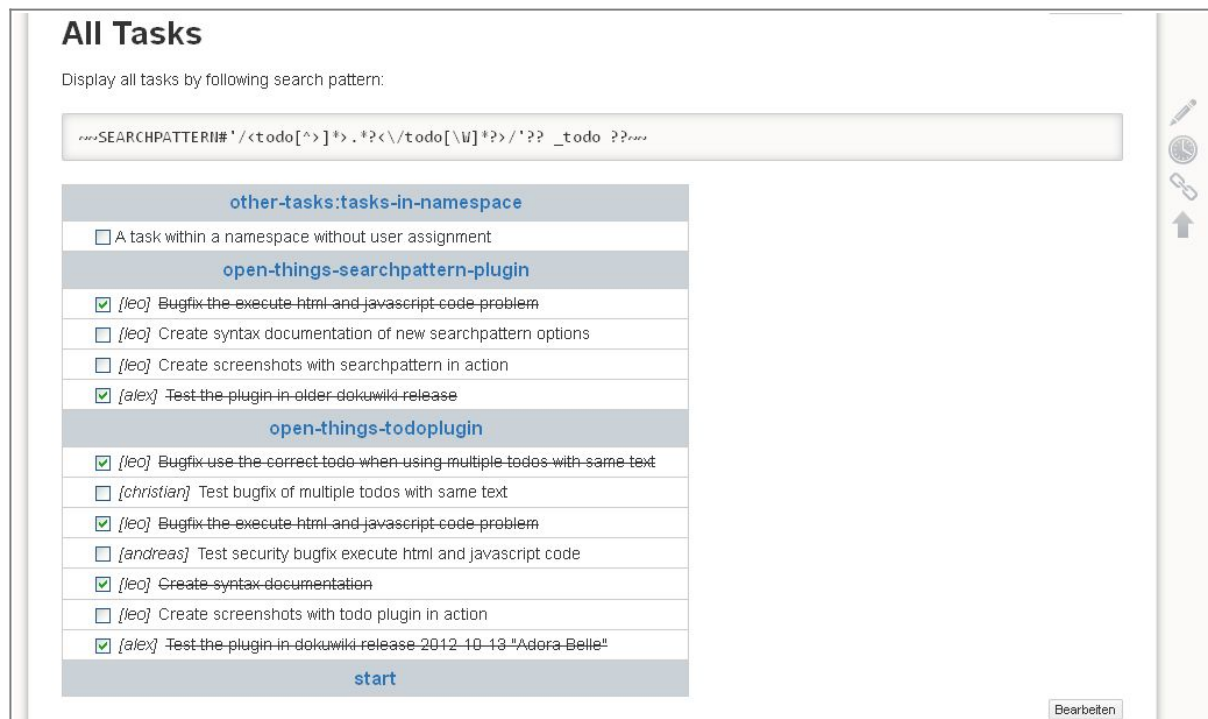 All Tasks
Display all tasks by following search pattern:
~~SEARCHPATTERN#'/<todo[^>]*>.*?<\/todo[\W]*?>/'?? _todo ??~~
other-tasks:tasks-in-namespace
A task within a namespace without user assignment
open-things-searchpattern-plugin
[leo] Bugfix the execute html and javascript code problem
[leo] Create syntax documentation of new searchpattern options
[leo] Create screenshots with searchpattern in action
[alex] Test the plugin in older dokuwiki release
open-things-todoplugin
[leo] Bugfix use the correct todo when using multiple todos with same text
[christian] Test bugfix of multiple todos with same text
[leo] Bugfix the execute html and javascript code problem
[andreas] Test security bugfix execute html and javascript code
[leo] Create syntax documentation
[leo] Create screenshots with todo plugin in action
[alex] Test the plugin in dokuwiki release 2012-10-13 "Adora Belle"
start
Bearbeiten